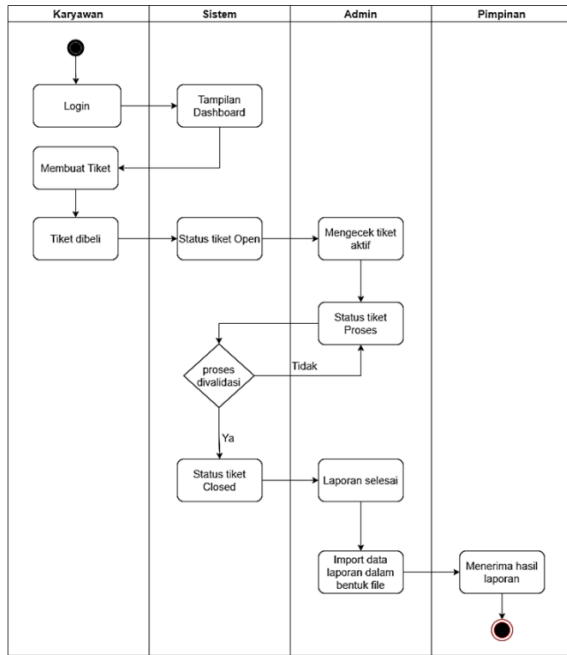 Karyawan
Sistem
Admin
Pimpinan
Login
Tampilan
Dashboard
Membuat Tiket
Tiket dibeli
Status tiket Open
Mengecek tiket
aktif
Status tiket
Proses
proses
divalidasi
Tidak
Ya
Status tiket
Closed
Laporan selesai
Import data
laporan dalam
bentuk file
Menerima hasil
laporan